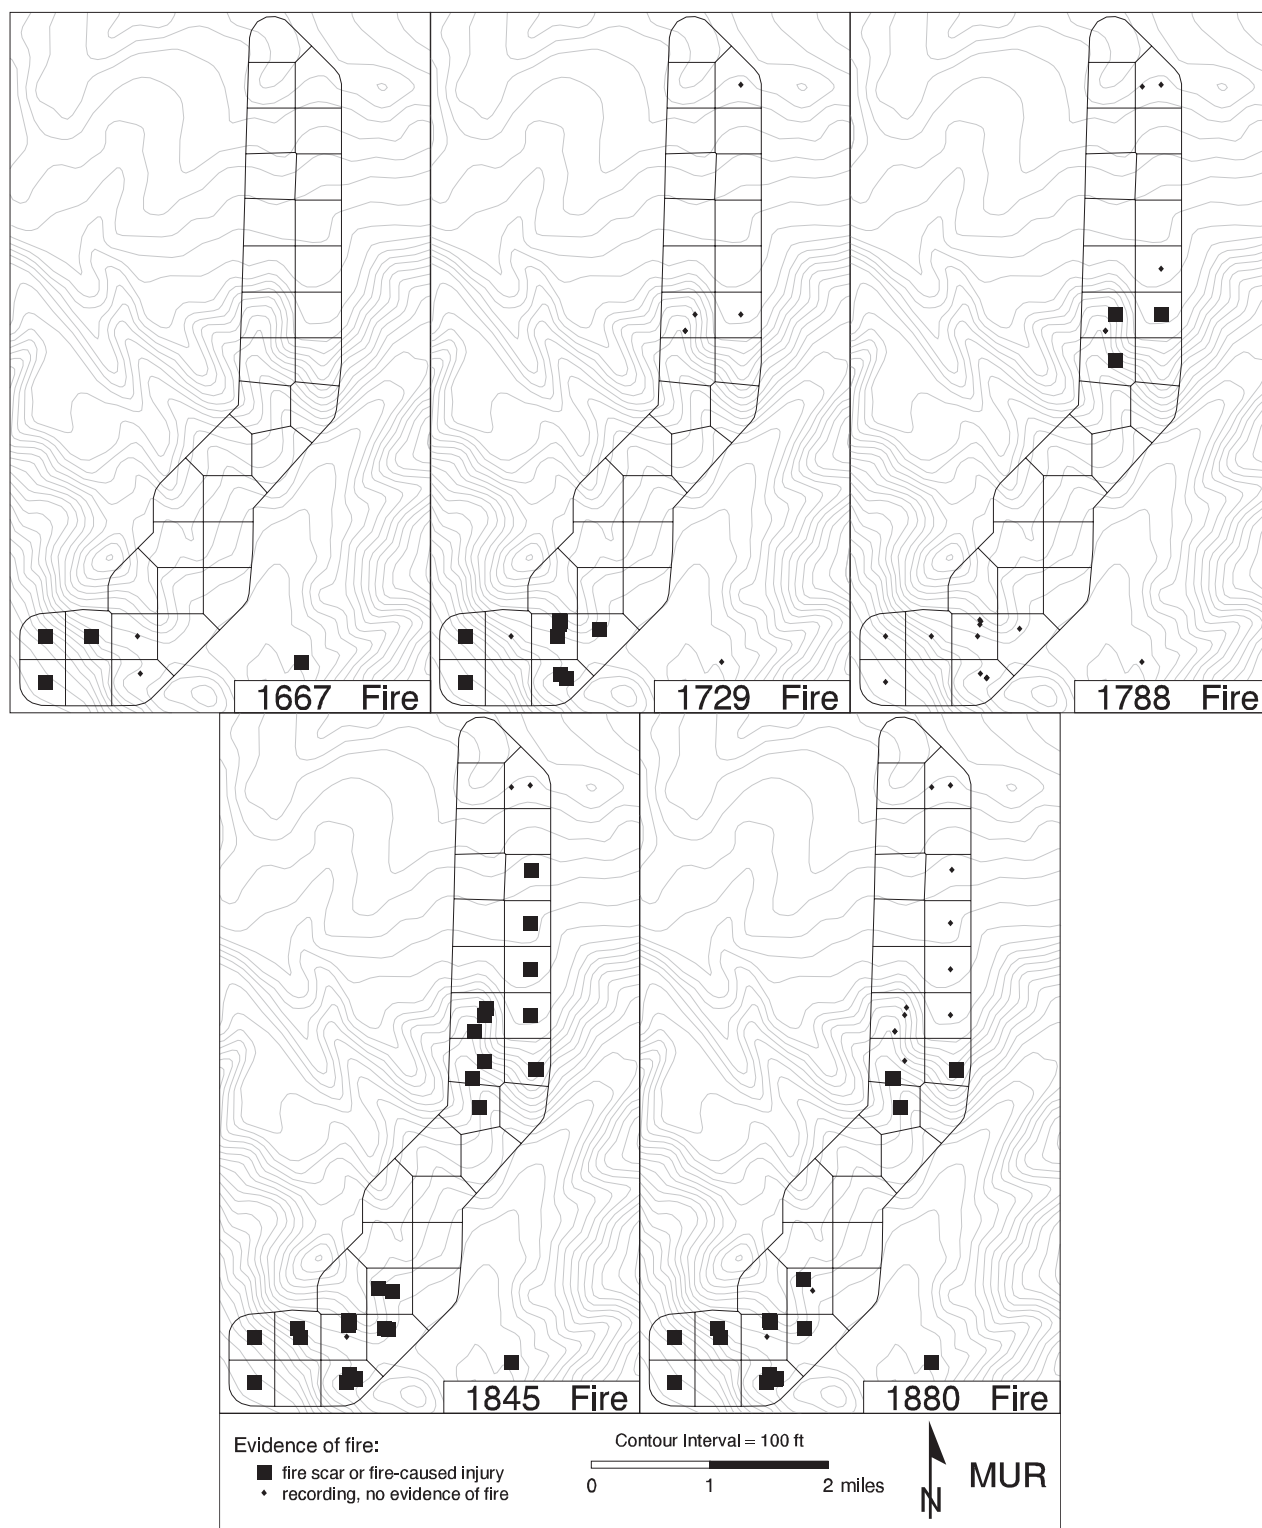 1667 Fire
1729 Fire
1788 Fire
1845 Fire
1880 Fire
Evidence of fire:
fire scar or fire-caused injury
recording, no evidence of fire
Contour Interval = 100 ft
0 1 2 miles
N
MUR